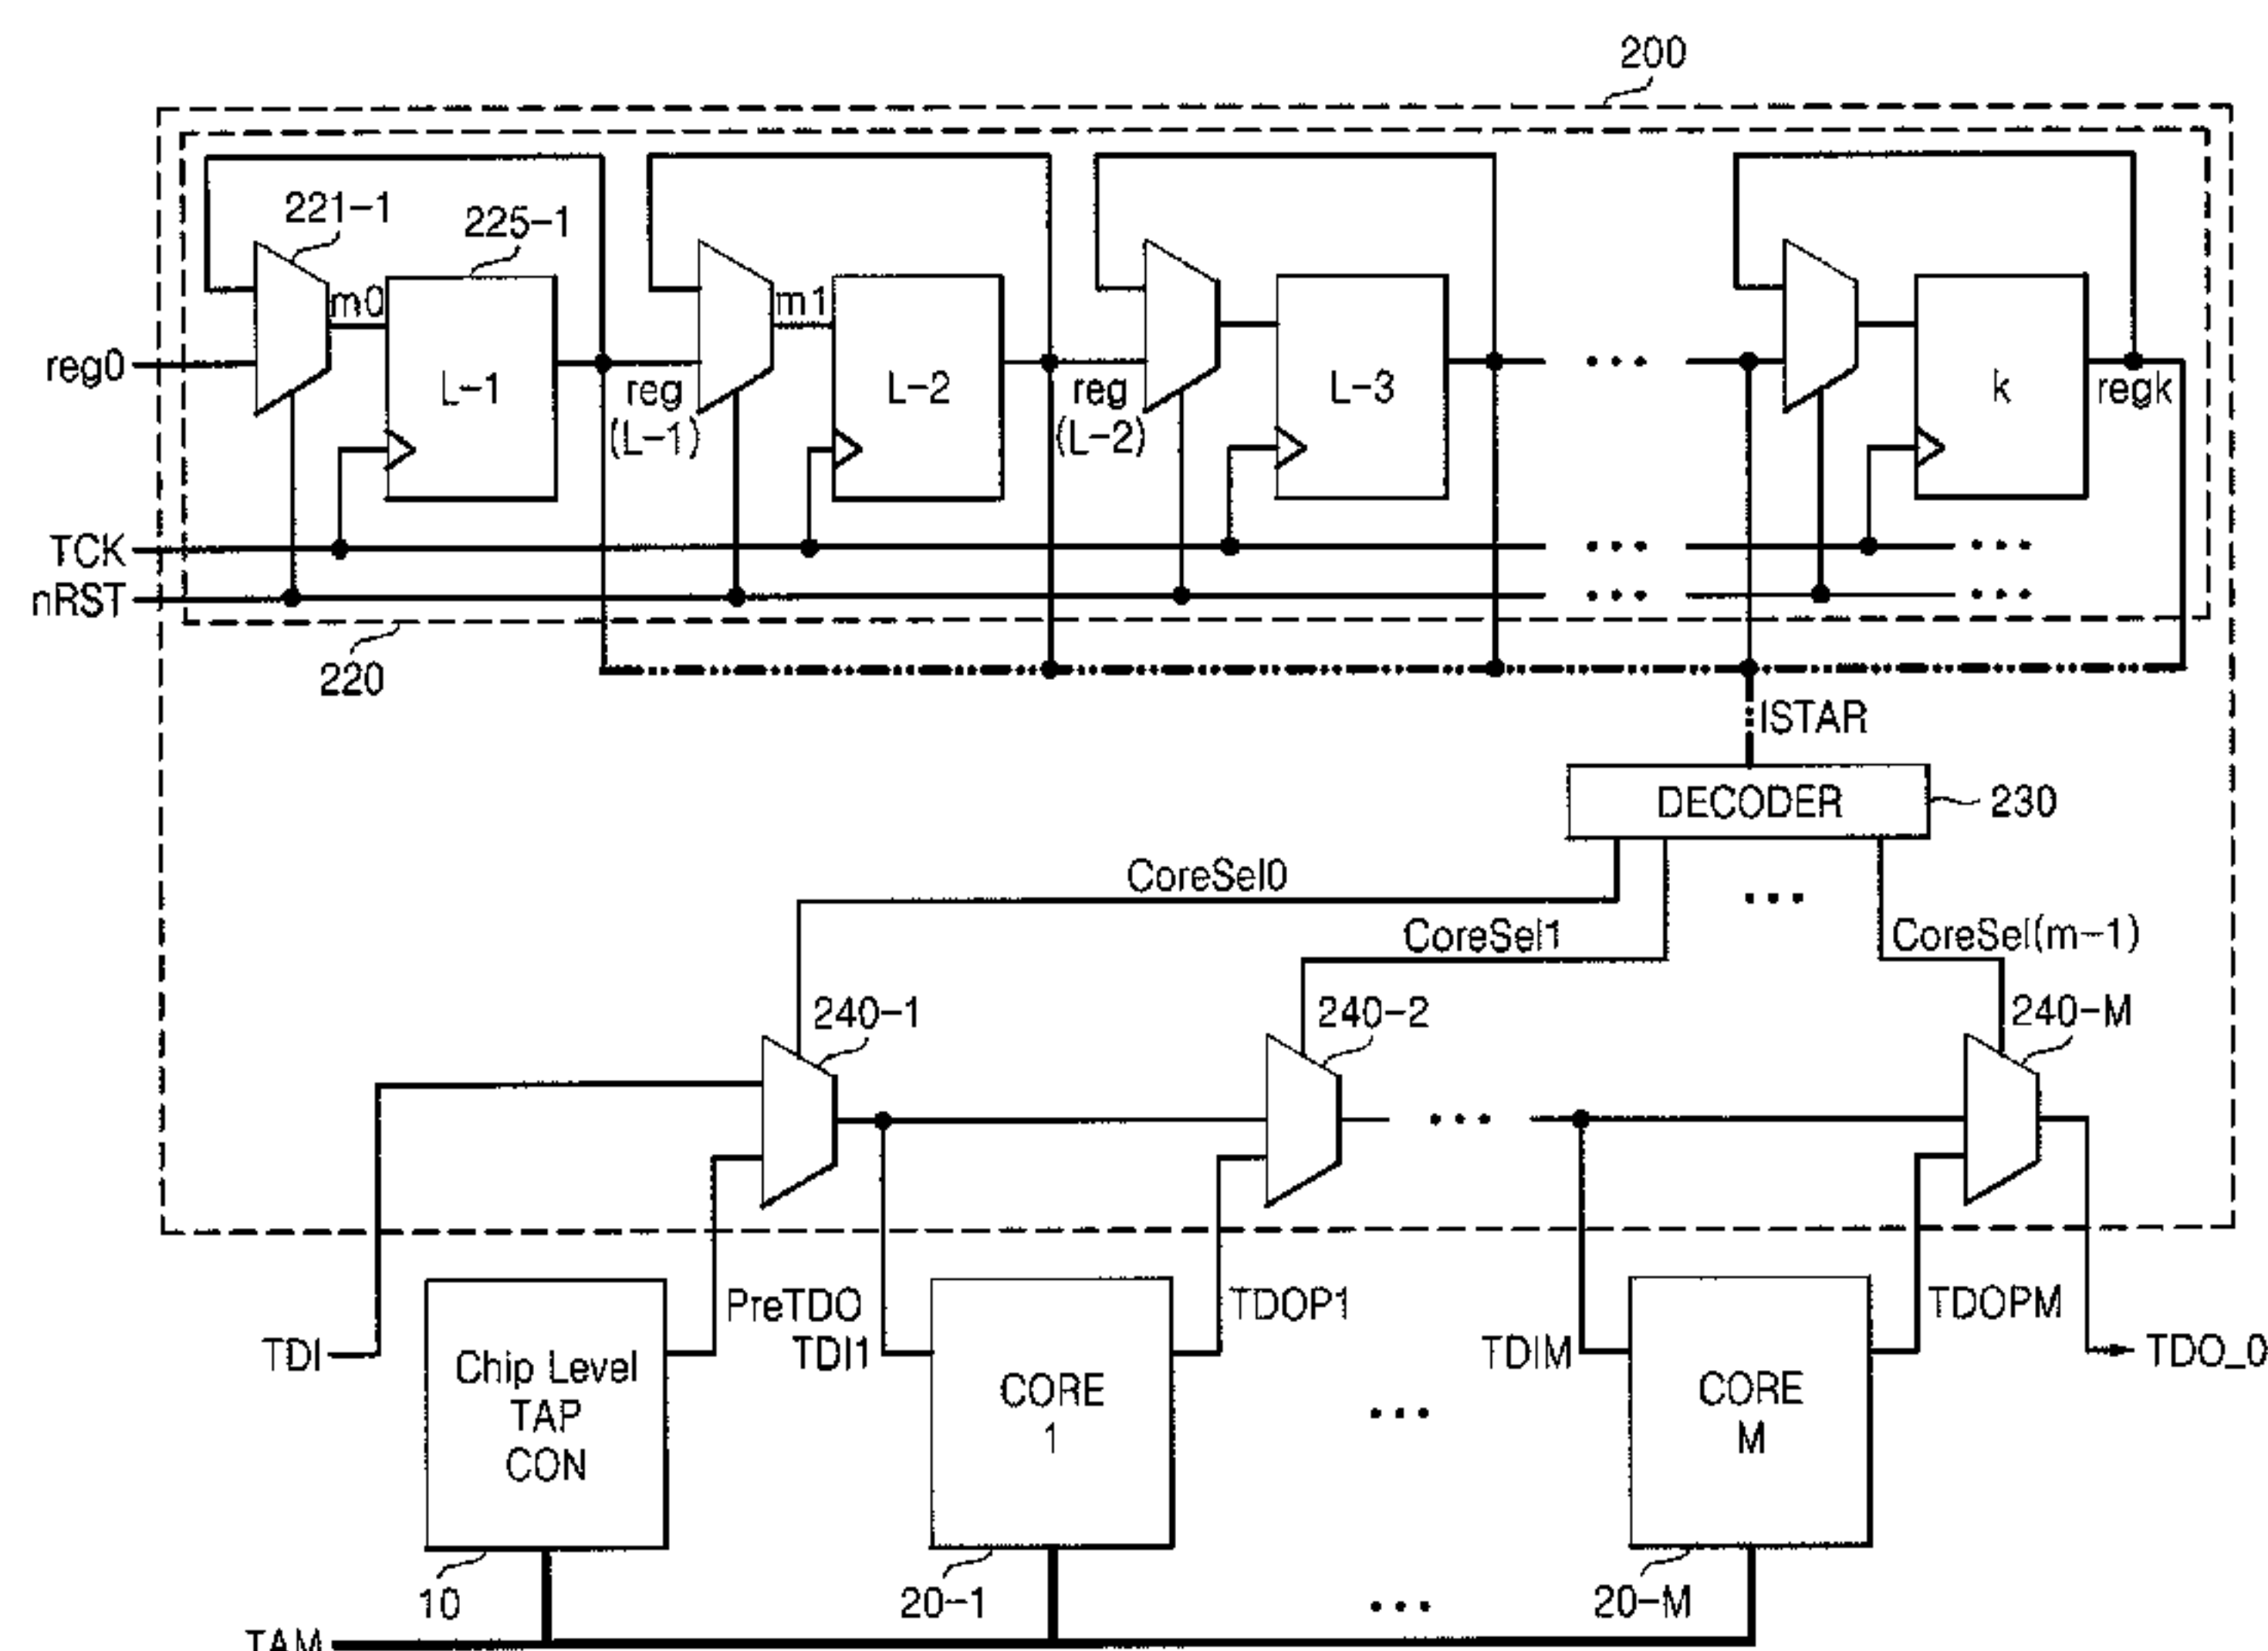 200
221-1
225-1
m0
m1
reg0
L-1
reg
(L-1)
L-2
reg
(L-2)
L-3
k
regk
TCK
nRST
220
ISTAR
DECODER
230
CoreSel0
CoreSel1
CoreSel(m-1)
240-1
240-2
240-M
PreTDO
TDI1
TDOP1
TDIM
TDOPM
TDI
TDO_0
Chip Level
TAP
CON
CORE
1
CORE
M
10
20-1
20-M
TAM